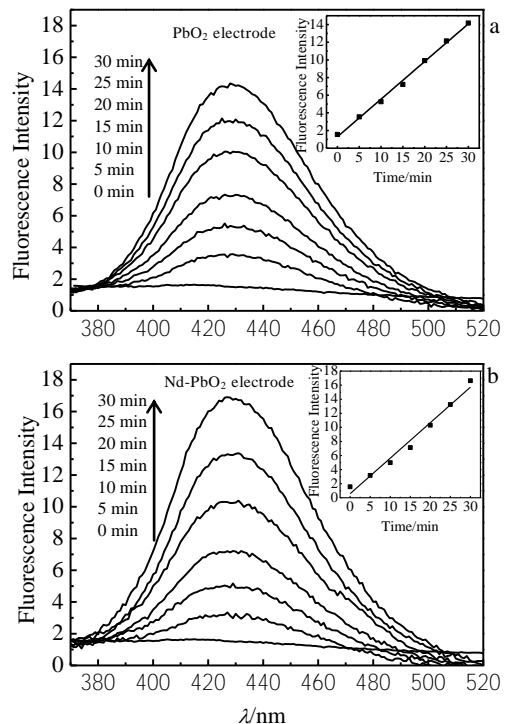 PbO₂ electrode
a
30 min
25 min
20 min
15 min
10 min
5 min
0 min
Fluorescence Intensity
18
16
14
12
10
8
6
4
2
0
380 400 420 440 460 480 500 520
Fluorescence Intensity
14
12
10
8
6
4
2
0
0 5 10 15 20 25 30
Time/min
Nd-PbO₂ electrode
b
30 min
25 min
20 min
15 min
10 min
5 min
0 min
Fluorescence Intensity
18
16
14
12
10
8
6
4
2
0
380 400 420 440 460 480 500 520
λ/nm
Fluorescence Intensity
18
16
14
12
10
8
6
4
2
0
0 5 10 15 20 25 30
Time/min